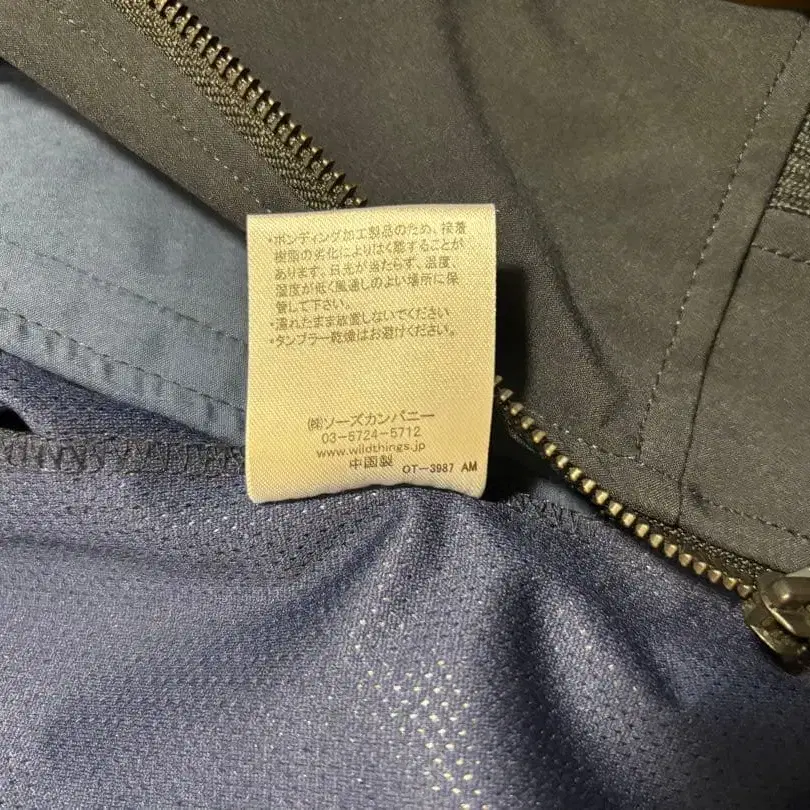 ・ボンディング加工製品のため、接着
樹脂の劣化によりはく離することが
あります。日光が当たらず、温度、
湿度が低く風通しのよい場所に保
管して下さい。
・濡れたまま放置しないでください
・タンブラー乾燥はお避けください。
㈱ソーズカンパニー
03-5724-5712
www.wildthings.jp
中国製 OT-3987 AM